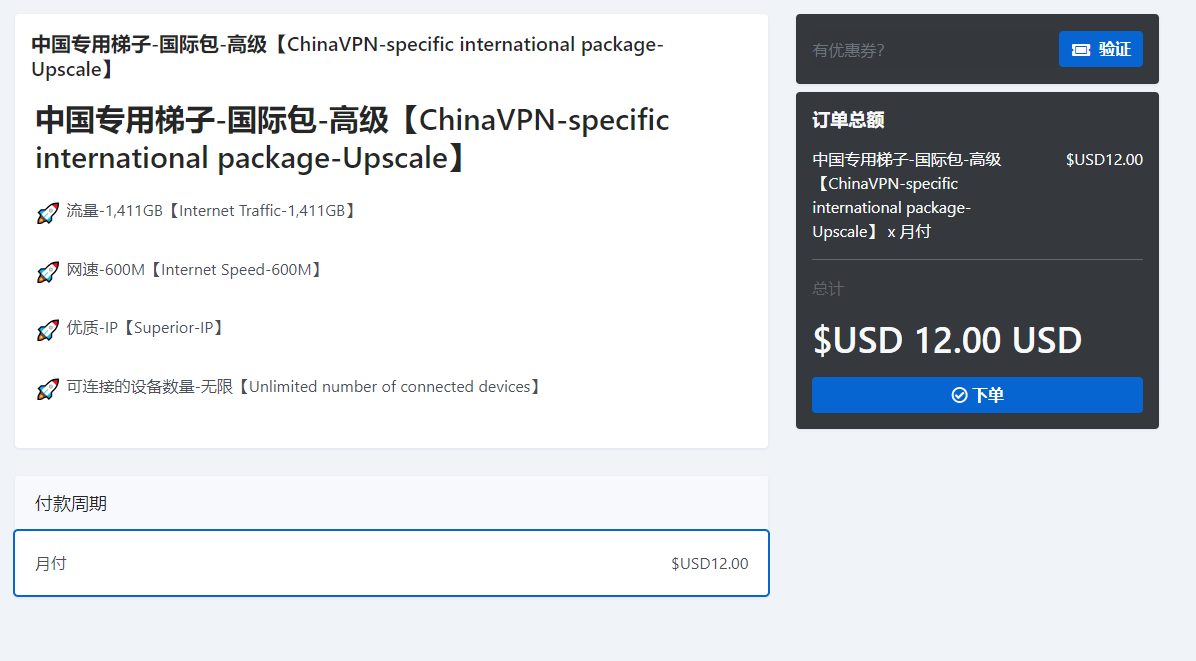 中国专用梯子-国际包-高级【ChinaVPN-specific international package-
Upscale】
中国专用梯子-国际包-高级【ChinaVPN-specific
international package-Upscale】
流量-1,411GB【Internet Traffic-1,411GB】
网速-600M【Internet Speed-600M】
优质-IP【Superior-IP】
可连接的设备数量-无限【Unlimited number of connected devices】
付款周期
月付 $USD12.00
有优惠券? 验证
订单总额
中国专用梯子-国际包-高级 $USD12.00
【ChinaVPN-specific
international package-
Upscale】 x 月付
总计
$USD 12.00 USD
下单